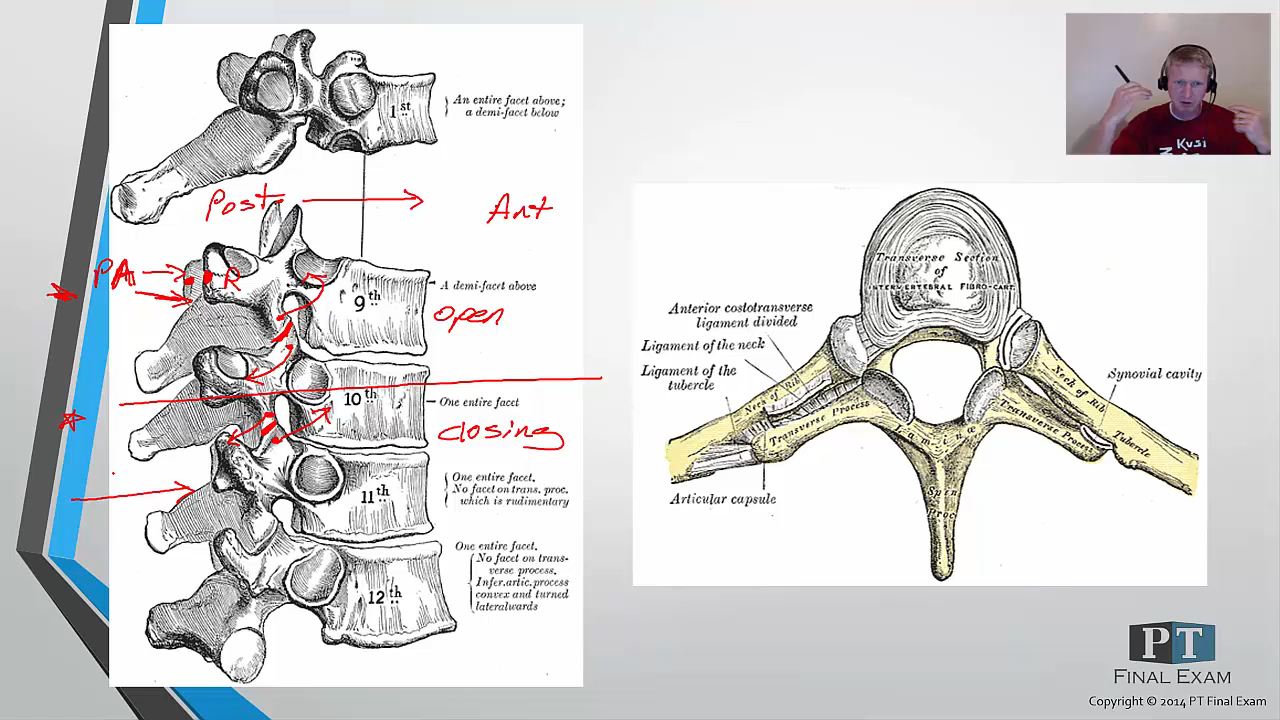 1st
An entire facet above;
a demi-facet below
Post
Ant
PA
R
9th
A demi-facet above
open
10th
One entire facet
closing
11th
One entire facet.
No facet on trans. proc.
which is rudimentary
12th
One entire facet.
No facet on trans-
verse process.
Infer. artic. process
convex and turned
lateralwards
KUSI
Transverse Section
of
INTERVERTEBRAL FIBRO-CART.
Anterior costotransverse
ligament divided
Ligament of the neck
Ligament of the
tubercle
Neck of Rib
Transverse Process
Laminæ
Spin
Proc
Neck of Rib
Transverse Proc
Tubercle
Synovial cavity
Articular capsule
PT
FINAL EXAM
Copyright © 2014 PT Final Exam